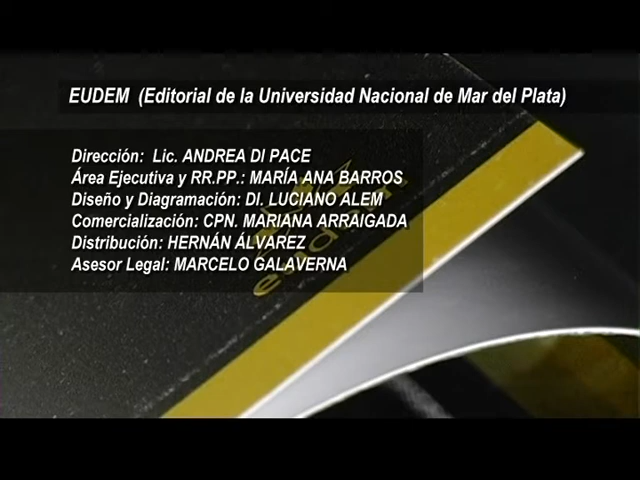 EUDEM (Editorial de la Universidad Nacional de Mar del Plata)
Dirección: Lic. ANDREA DI PACE
Área Ejecutiva y RR.PP.: MARÍA ANA BARROS
Diseño y Diagramación: DI. LUCIANO ALEM
Comercialización: CPN. MARIANA ARRAIGADA
Distribución: HERNÁN ÁLVAREZ
Asesor Legal: MARCELO GALAVERNA
eudem